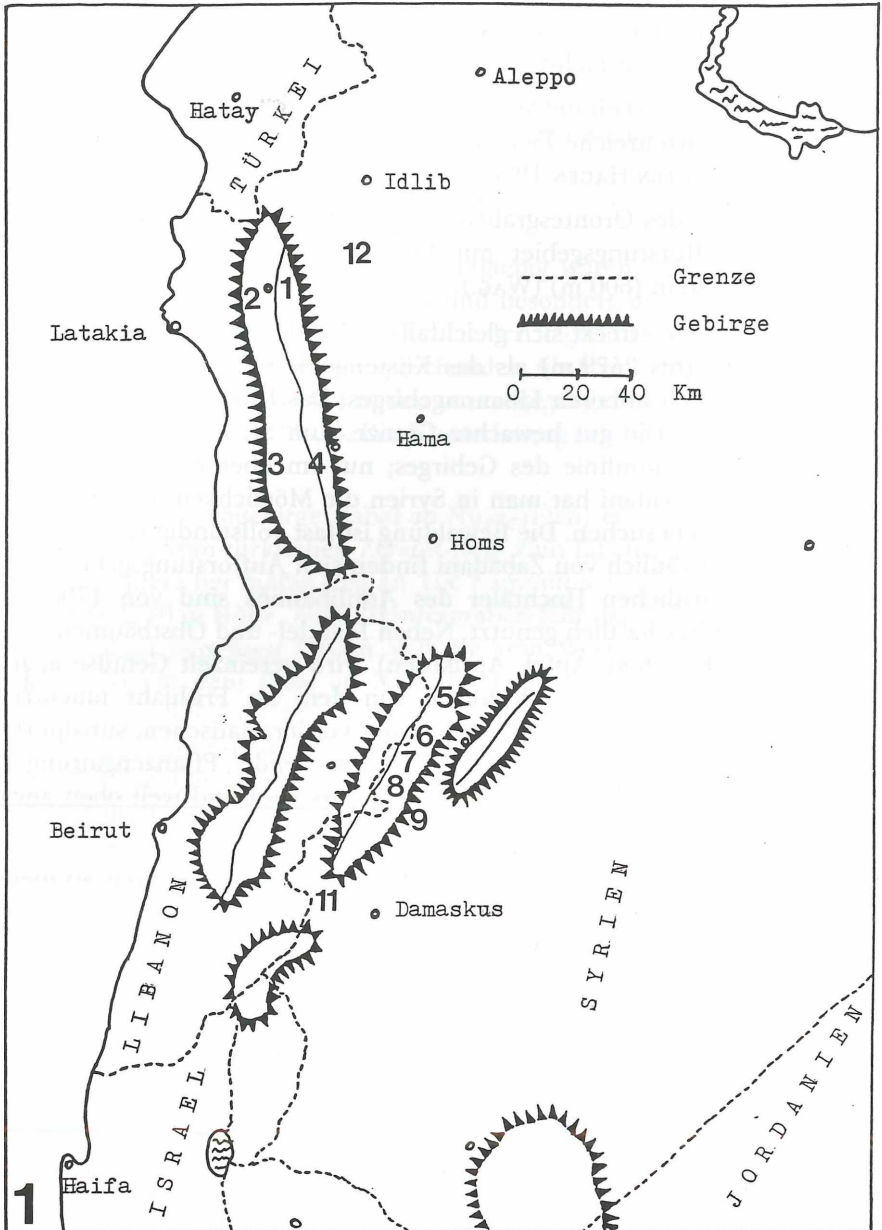 Aleppo
Hatay
TÜRKEI
Idlib
12
Grenze
2 1
Gebirge
Latakia
0 20 40 Km
Hama
3 4
Homs
5
6
7
8
9
Beirut
11
Damaskus
LIBANON
SYRIEN
ISRAEL
JORDANIEN
Haifa
1